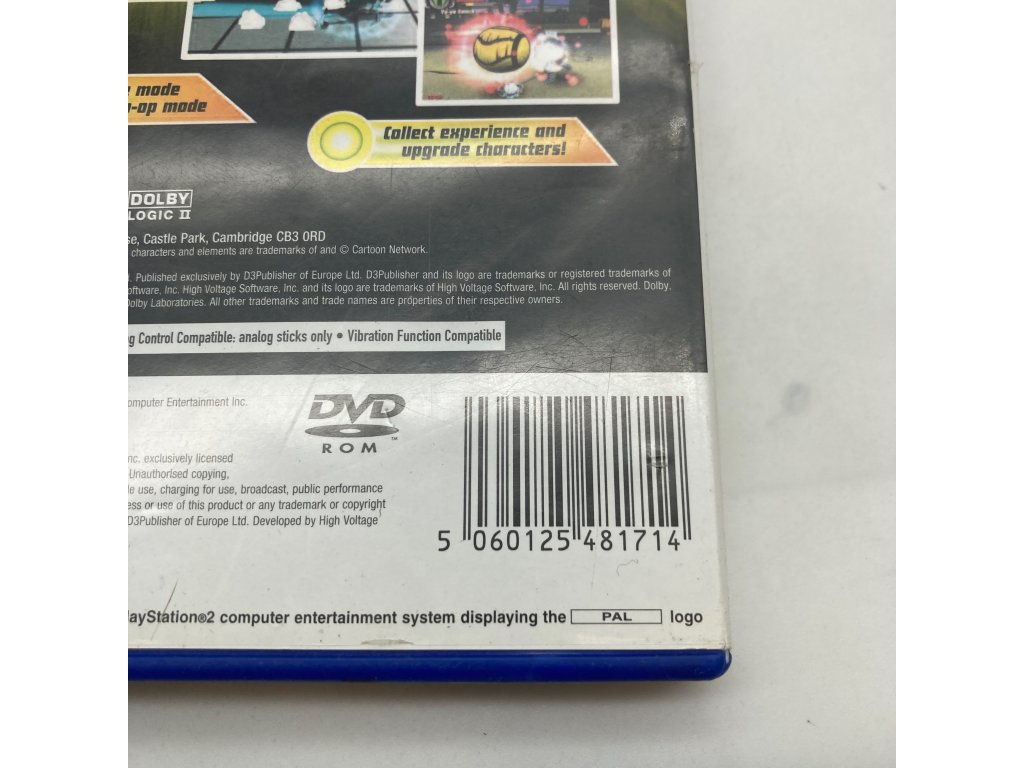 mode
-op mode
Collect experience and
upgrade characters!
DOLBY
LOGIC II
se, Castle Park, Cambridge CB3 0RD
characters and elements are trademarks of and © Cartoon Network.
d. Published exclusively by D3Publisher of Europe Ltd. D3Publisher and its logo are trademarks or registered trademarks of
oftware, Inc. High Voltage Software, Inc. and its logo are trademarks of High Voltage Software, Inc. All rights reserved. Dolby,
Dolby Laboratories. All other trademarks and trade names are properties of their respective owners.
g Control Compatible: analog sticks only • Vibration Function Compatible
omputer Entertainment Inc.
DVD
™
ROM
nc. exclusively licensed
Unauthorised copying,
le use, charging for use, broadcast, public performance
ess or use of this product or any trademark or copyright
D3Publisher of Europe Ltd. Developed by High Voltage
5 060125 481714
layStation®2 computer entertainment system displaying the PAL logo